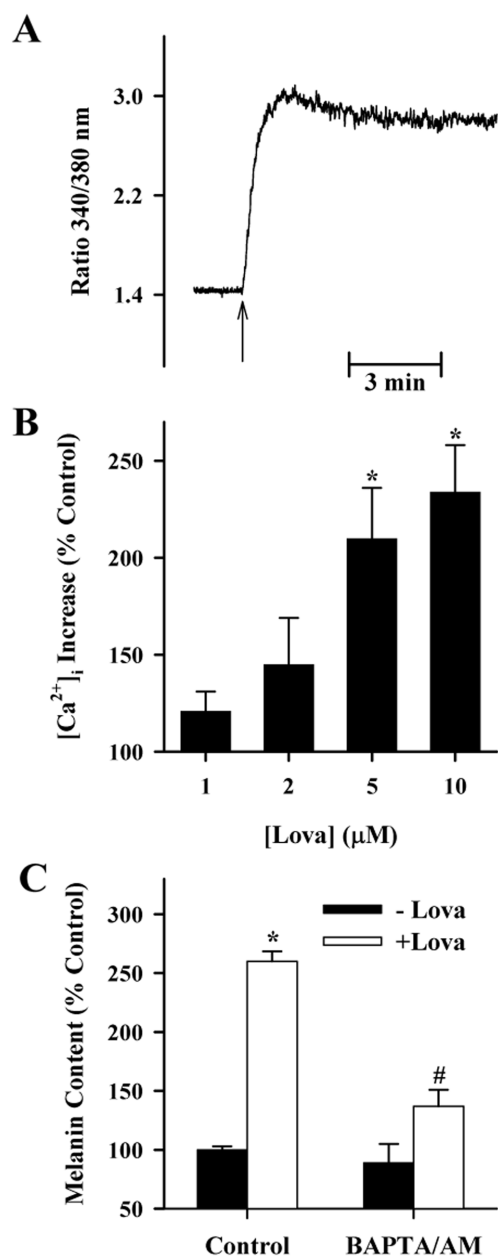 A
Ratio 340/380 nm
3.0
2.2
1.4
3 min
B
[Ca²⁺]ᵢ Increase (% Control)
250
200
150
100
*
*
1 2 5 10
[Lova] (μM)
C
Melanin Content (% Control)
300
250
200
150
100
50
- Lova
+Lova
*
#
Control BAPTA/AM